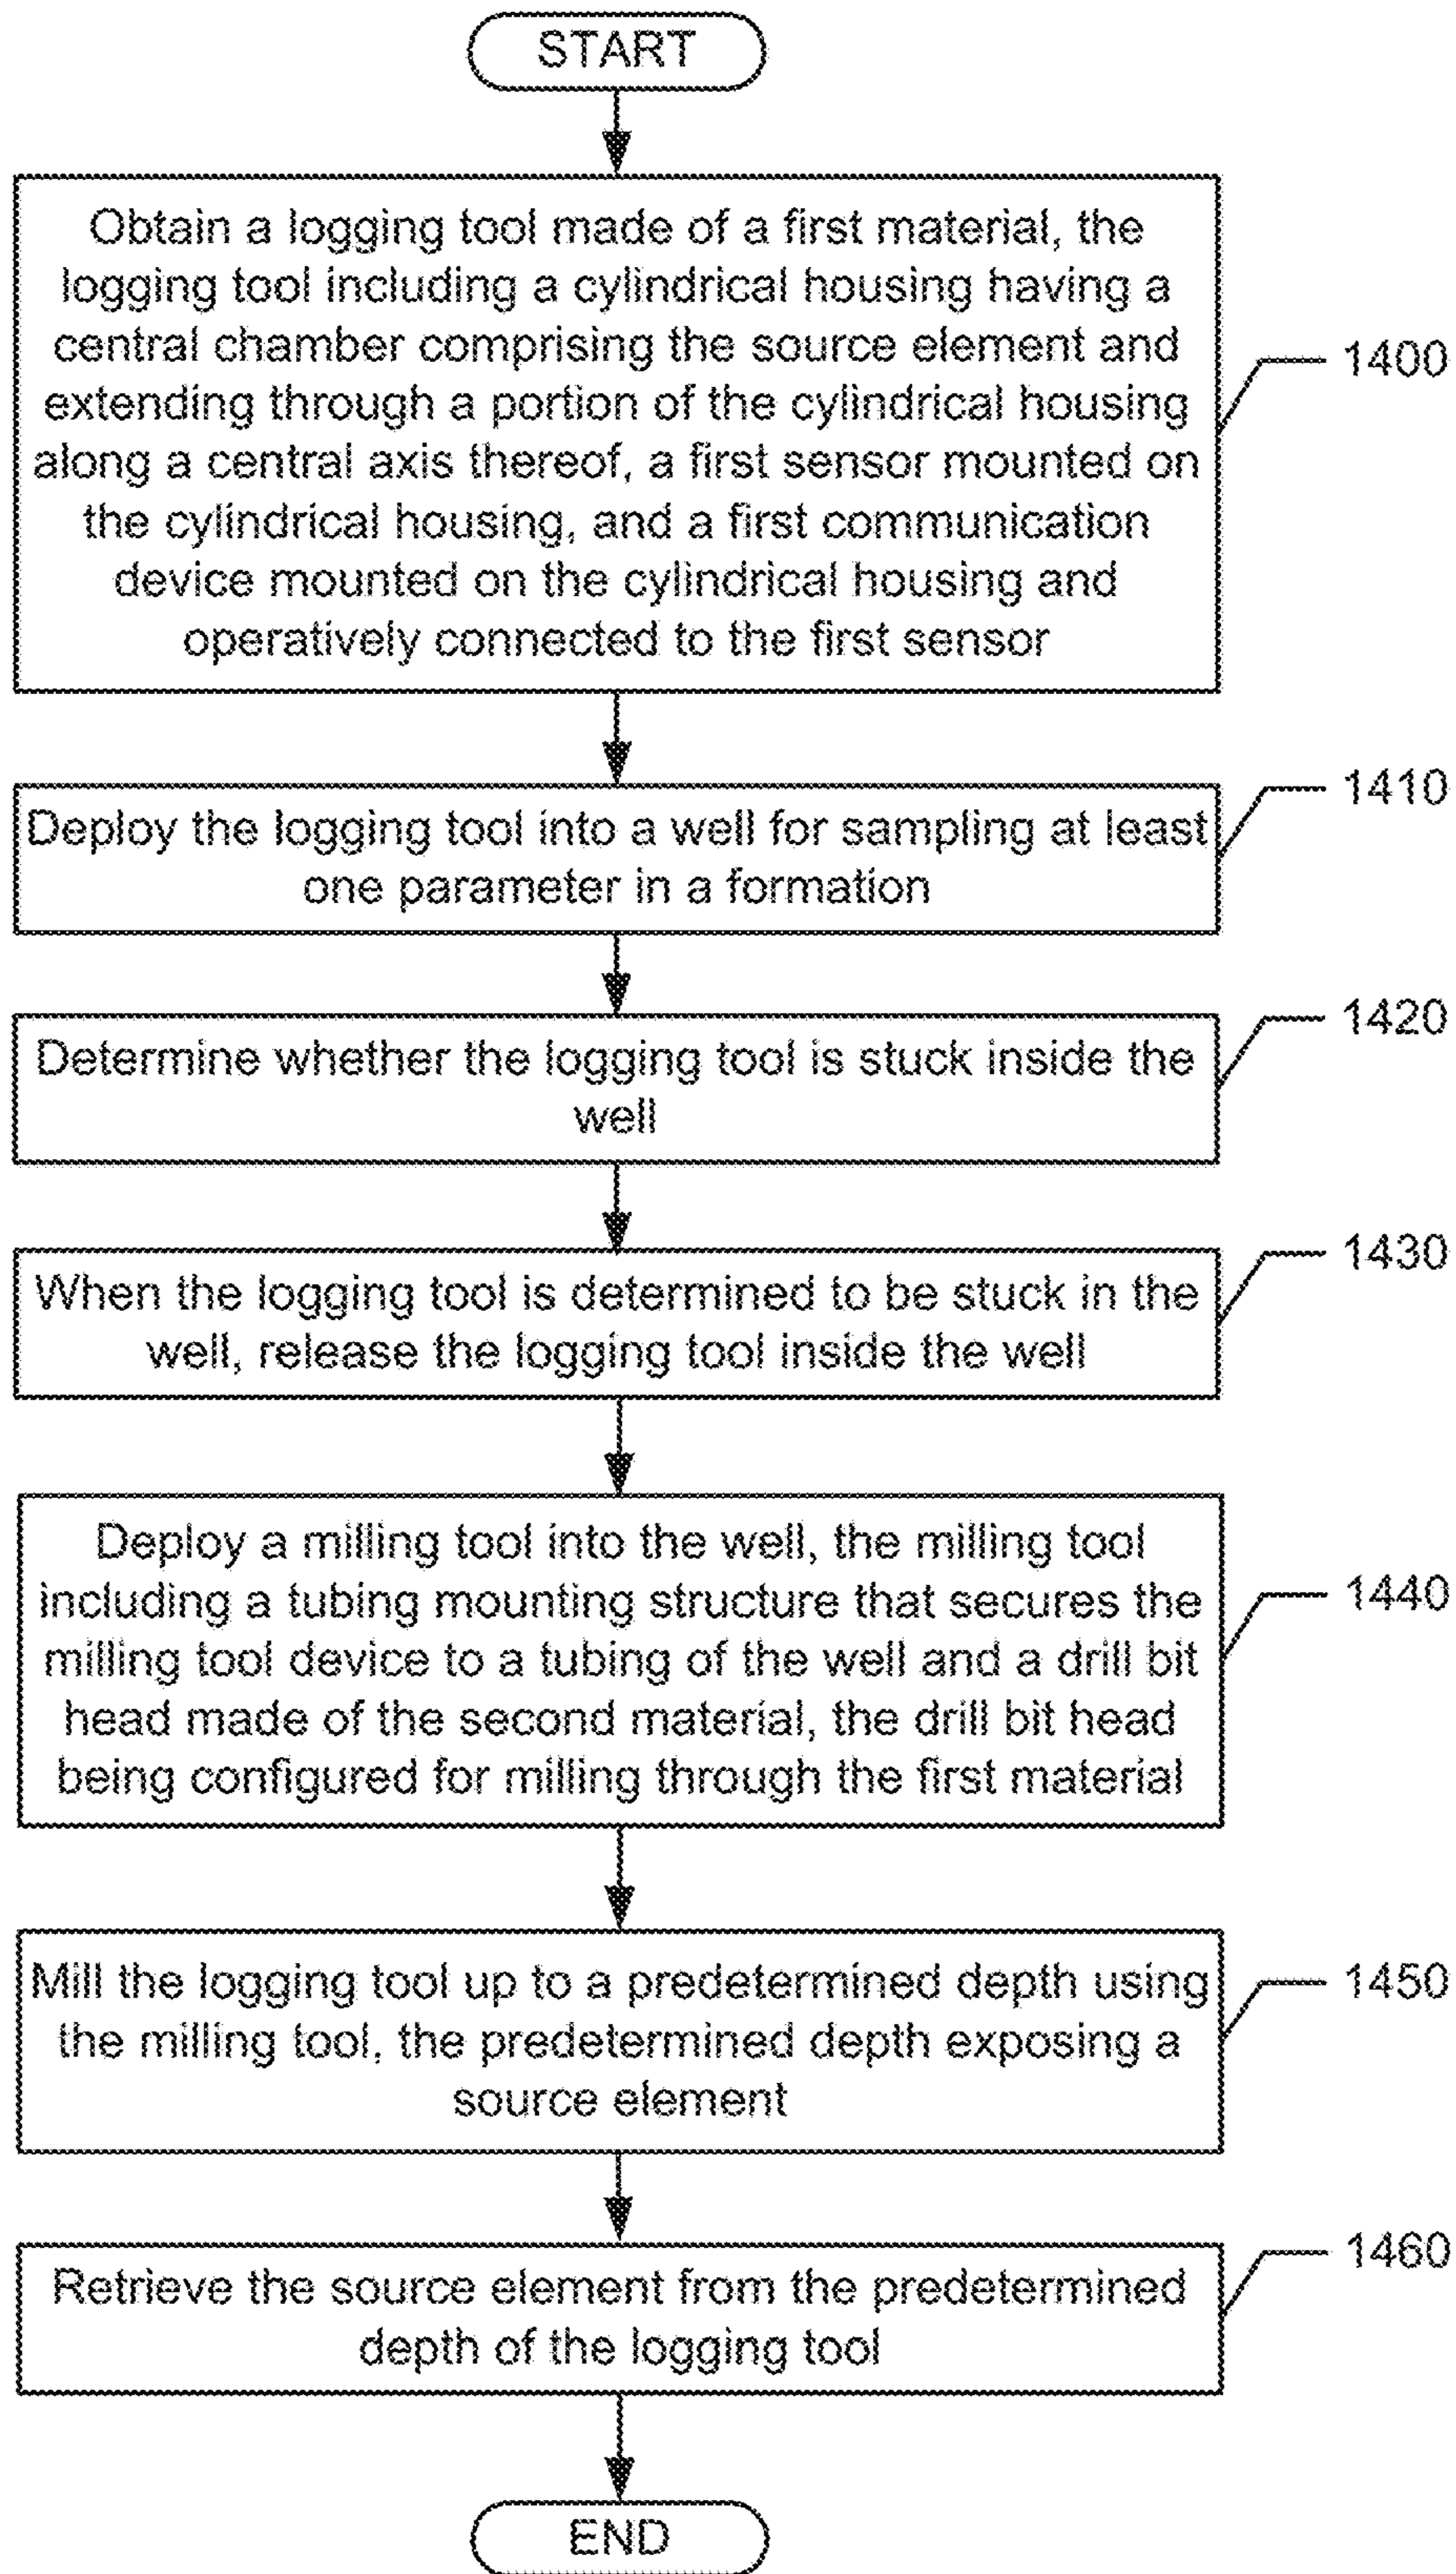 START
Obtain a logging tool made of a first material, the
logging tool including a cylindrical housing having a
central chamber comprising the source element and
extending through a portion of the cylindrical housing
along a central axis thereof, a first sensor mounted on
the cylindrical housing, and a first communication
device mounted on the cylindrical housing and
operatively connected to the first sensor
1400
Deploy the logging tool into a well for sampling at least
one parameter in a formation
1410
Determine whether the logging tool is stuck inside the
well
1420
When the logging tool is determined to be stuck in the
well, release the logging tool inside the well
1430
Deploy a milling tool into the well, the milling tool
including a tubing mounting structure that secures the
milling tool device to a tubing of the well and a drill bit
head made of the second material, the drill bit head
being configured for milling through the first material
1440
Mill the logging tool up to a predetermined depth using
the milling tool, the predetermined depth exposing a
source element
1450
Retrieve the source element from the predetermined
depth of the logging tool
1460
END